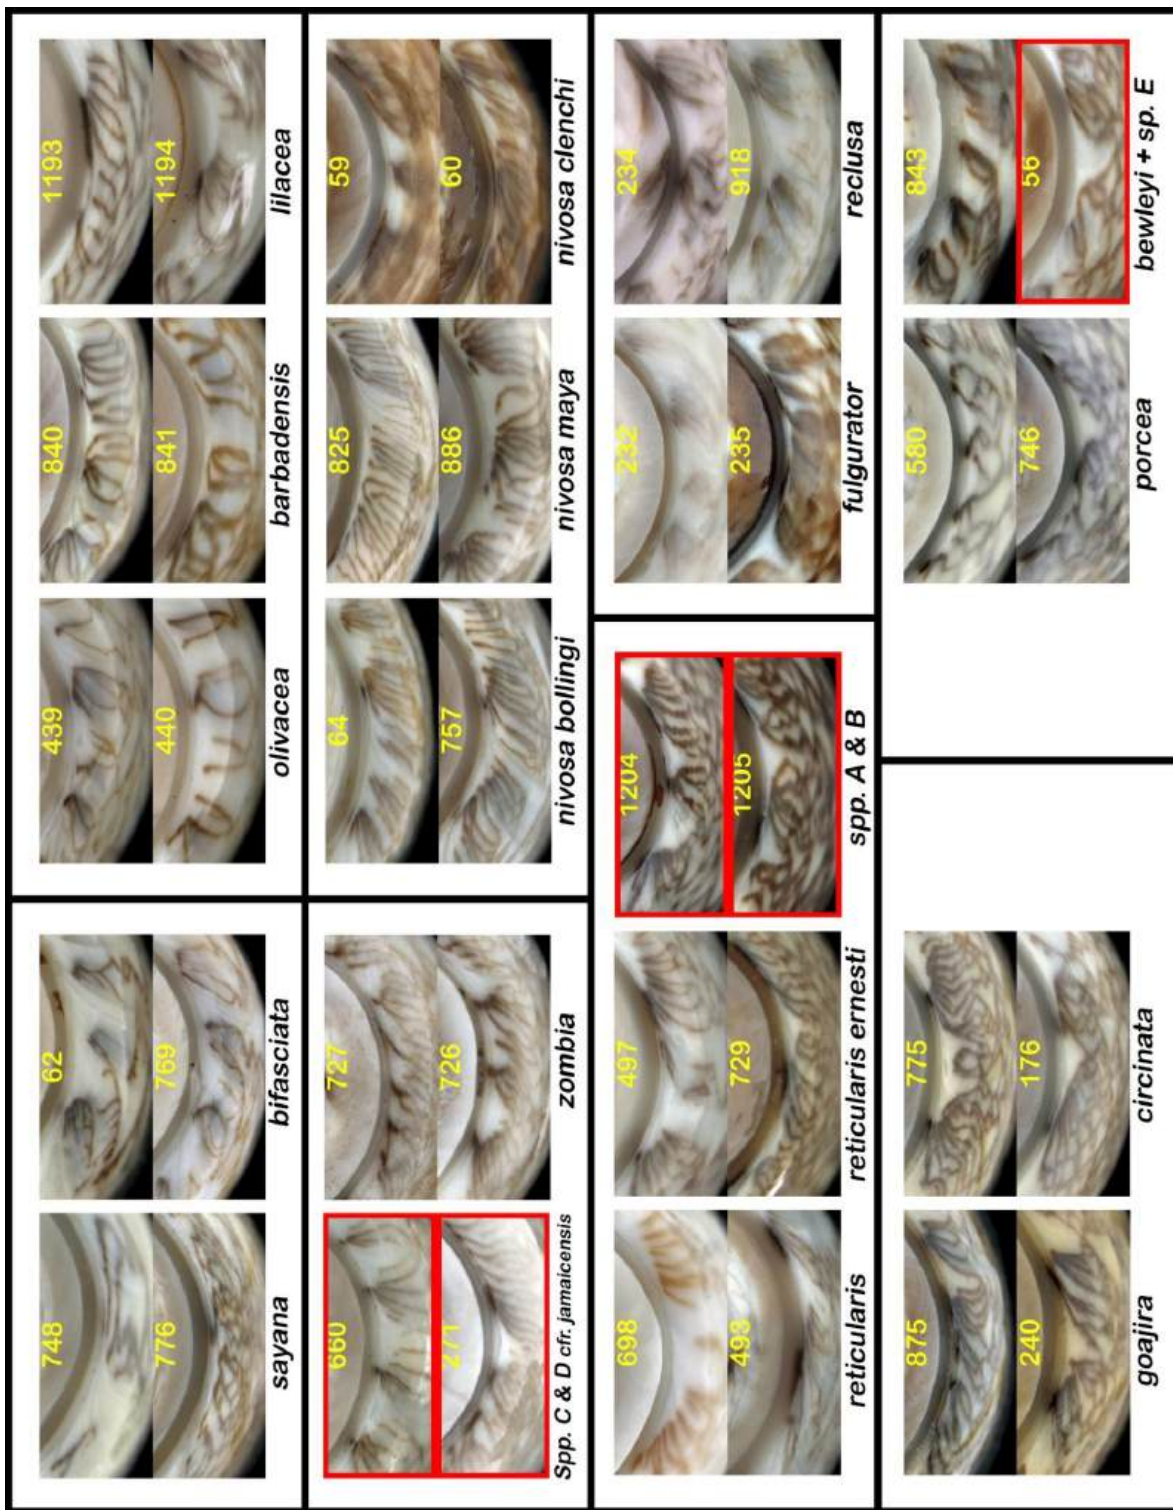 1193
1194
lilacea
840
841
barbadensis
439
440
olivacea
62
769
bifasciata
748
776
sayana
59
60
nivosa clenchi
825
886
nivosa maya
64
757
nivosa bollingi
727
726
zombia
660
271
Spp. C & D cfr. jamaicensis
234
918
reclusa
232
235
fulgurator
1204
1205
spp. A & B
497
729
reticularis ernesti
698
493
reticularis
843
56
bewleyi + sp. E
580
746
porcea
775
176
circinata
875
240
goajira